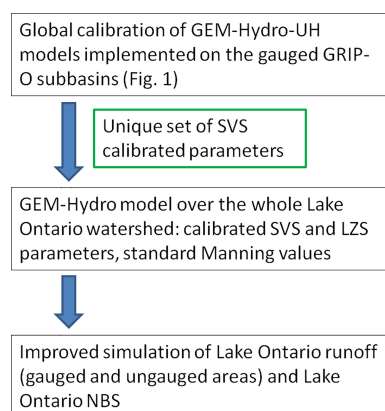 Global calibration of GEM-Hydro-UH
models implemented on the gauged GRIP-
O subbasins (Fig. 1)
Unique set of SVS
calibrated parameters
GEM-Hydro model over the whole Lake
Ontario watershed: calibrated SVS and LZS
parameters, standard Manning values
Improved simulation of Lake Ontario runoff
(gauged and ungauged areas) and Lake
Ontario NBS